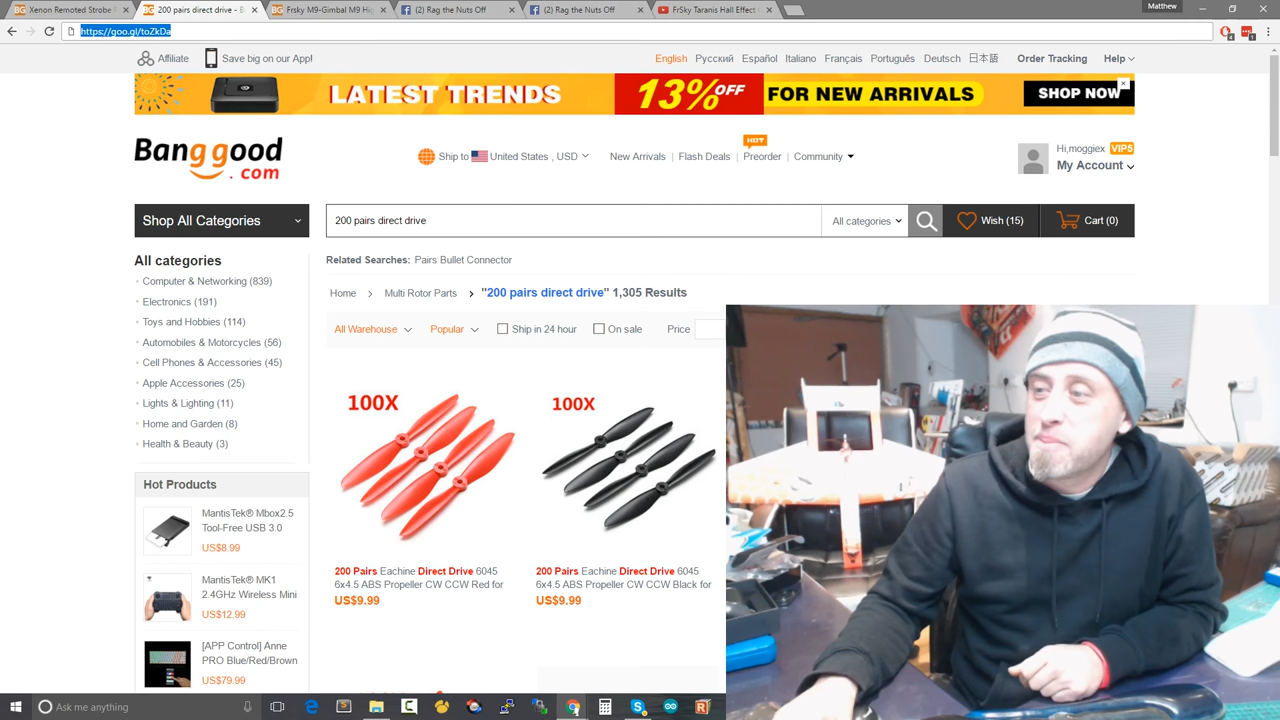 Xenon Remoted Strobe R
200 pairs direct drive - B
Frsky M9-Gimbal M9 Hig
(2) Rag the Nuts Off
(2) Rag the Nuts Off
FrSky Taranis Hall Effect
Matthew
https://goo.gl/toZkDa
Affiliate
Save big on our App!
English
Русский
Español
Italiano
Français
Português
Deutsch
日本語
Order Tracking
Help
LATEST TRENDS
13% OFF
FOR NEW ARRIVALS
SHOP NOW
Banggood
.com
Ship to United States , USD
New Arrivals
Flash Deals
HOT
Preorder
Community
Hi,moggiex VIP5
My Account
Shop All Categories
200 pairs direct drive
All categories
Wish (15)
Cart (0)
All categories
Computer & Networking (839)
Electronics (191)
Toys and Hobbies (114)
Automobiles & Motorcycles (56)
Cell Phones & Accessories (45)
Apple Accessories (25)
Lights & Lighting (11)
Home and Garden (8)
Health & Beauty (3)
Related Searches: Pairs Bullet Connector
Home > Multi Rotor Parts > "200 pairs direct drive" 1,305 Results
All Warehouse
Popular
Ship in 24 hour
On sale
Price
100X
200 Pairs Eachine Direct Drive 6045
6x4.5 ABS Propeller CW CCW Red for
US$9.99
100X
200 Pairs Eachine Direct Drive 6045
6x4.5 ABS Propeller CW CCW Black for
US$9.99
Hot Products
MantisTek® Mbox2.5
Tool-Free USB 3.0
US$8.99
MantisTek® MK1
2.4GHz Wireless Mini
US$12.99
[APP Control] Anne
PRO Blue/Red/Brown
US$79.99
Ask me anything